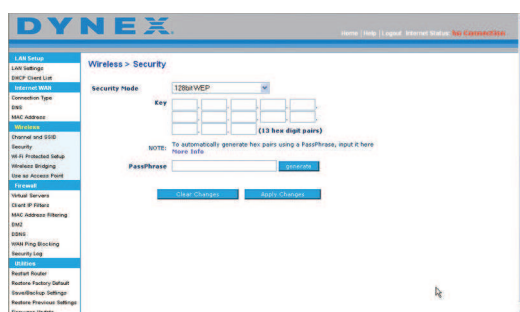 DYNEX
Home | Help | Logout Internet Status: No Connection
LAN Setup
LAN Settings
DHCP Client List
Internet WAN
Connection Type
DNS
MAC Address
Wireless
Channel and SSID
Security
Wi-Fi Protected Setup
Wireless Bridging
Use as Access Point
Firewall
Virtual Servers
Client IP Filters
MAC Address Filtering
DMZ
DDNS
WAN Ping Blocking
Security Log
Utilities
Restart Router
Restore Factory Default
Save/Backup Settings
Restore Previous Settings
Firmware Update
Wireless > Security
Security Mode 128bit WEP
Key
(13 hex digit pairs)
NOTE: To automatically generate hex pairs using a PassPhrase, input it here
More Info
PassPhrase generate
Clear Changes Apply Changes